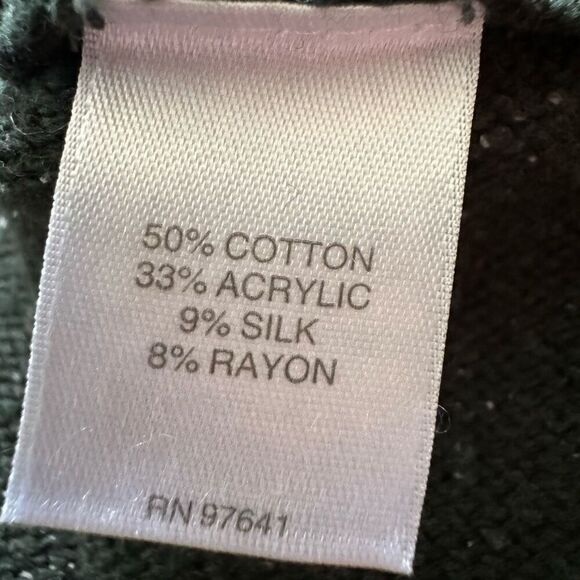 50% COTTON
33% ACRYLIC
9% SILK
8% RAYON
RN 97641